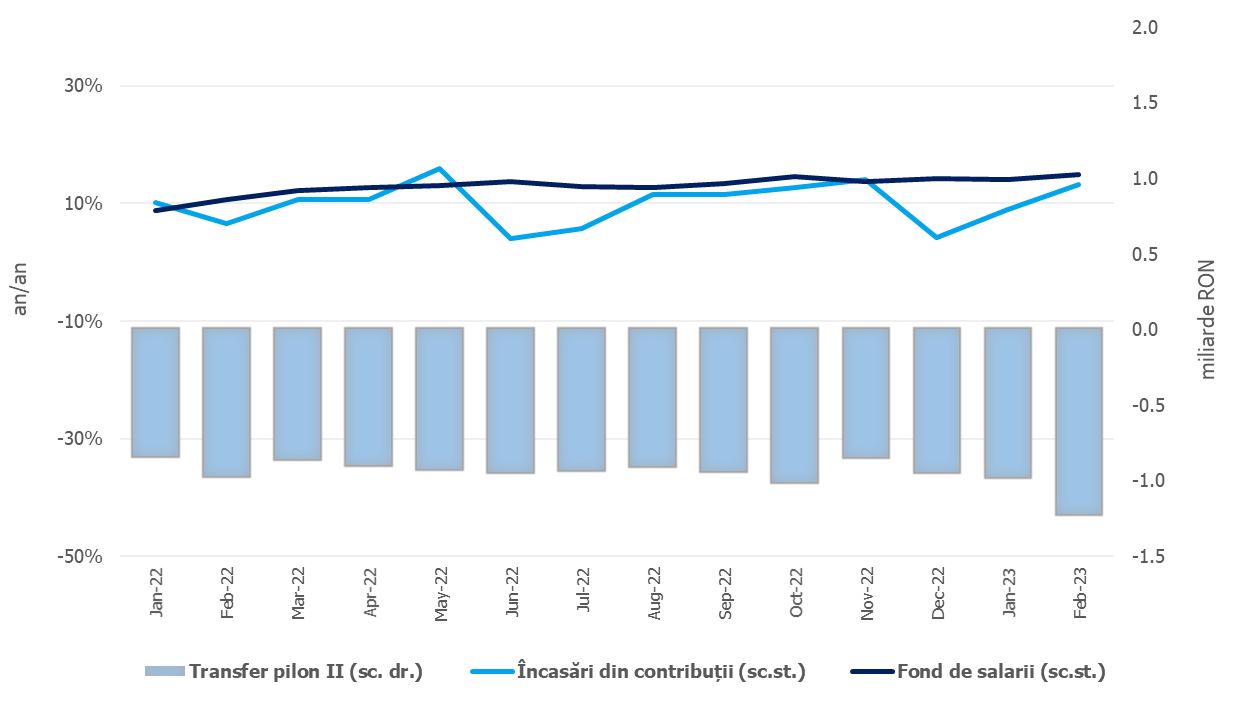 2.0
30%
1.5
1.0
10%
0.5
an/an
miliarde RON
-10%
0.0
-0.5
-30%
-1.0
-50%
-1.5
Jan-22
Feb-22
Mar-22
Apr-22
May-22
Jun-22
Jul-22
Aug-22
Sep-22
Oct-22
Nov-22
Dec-22
Jan-23
Feb-23
Transfer pilon II (sc. dr.)
Încasări din contribuții (sc.st.)
Fond de salarii (sc.st.)